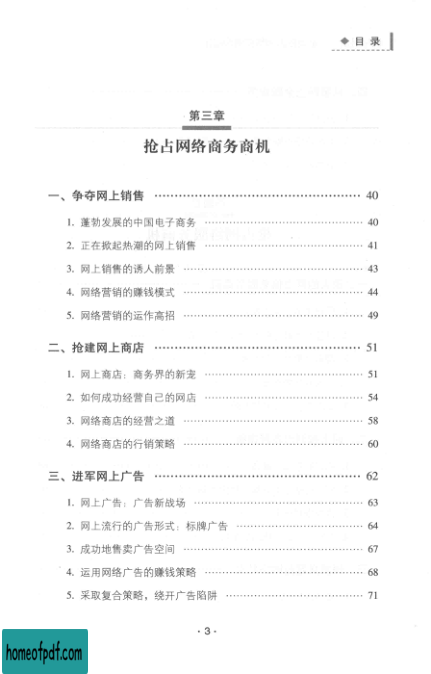 ◆ 目 录
第三章
抢占网络商务商机
一、争夺网上销售 ………………………………………… 40
1. 蓬勃发展的中国电子商务 ………………………………… 40
2. 正在掀起热潮的网上销售 ………………………………… 41
3. 网上销售的诱人前景 ……………………………………… 43
4. 网络营销的赚钱模式 ……………………………………… 44
5. 网络营销的运作高招 ……………………………………… 49
二、抢建网上商店 ………………………………………… 51
1. 网上商店：商务界的新宠 ………………………………… 51
2. 如何成功经营自己的网店 ………………………………… 54
3. 网络商店的经营之道 ……………………………………… 58
4. 网络商店的行销策略 ……………………………………… 60
三、进军网上广告 ………………………………………… 62
1. 网上广告：广告新战场 …………………………………… 63
2. 网上流行的广告形式：标牌广告 ………………………… 64
3. 成功地售卖广告空间 ……………………………………… 67
4. 运用网络广告的赚钱策略 ………………………………… 68
5. 采取复合策略，绕开广告陷阱 …………………………… 71
· 3 ·
homeofpdf.com